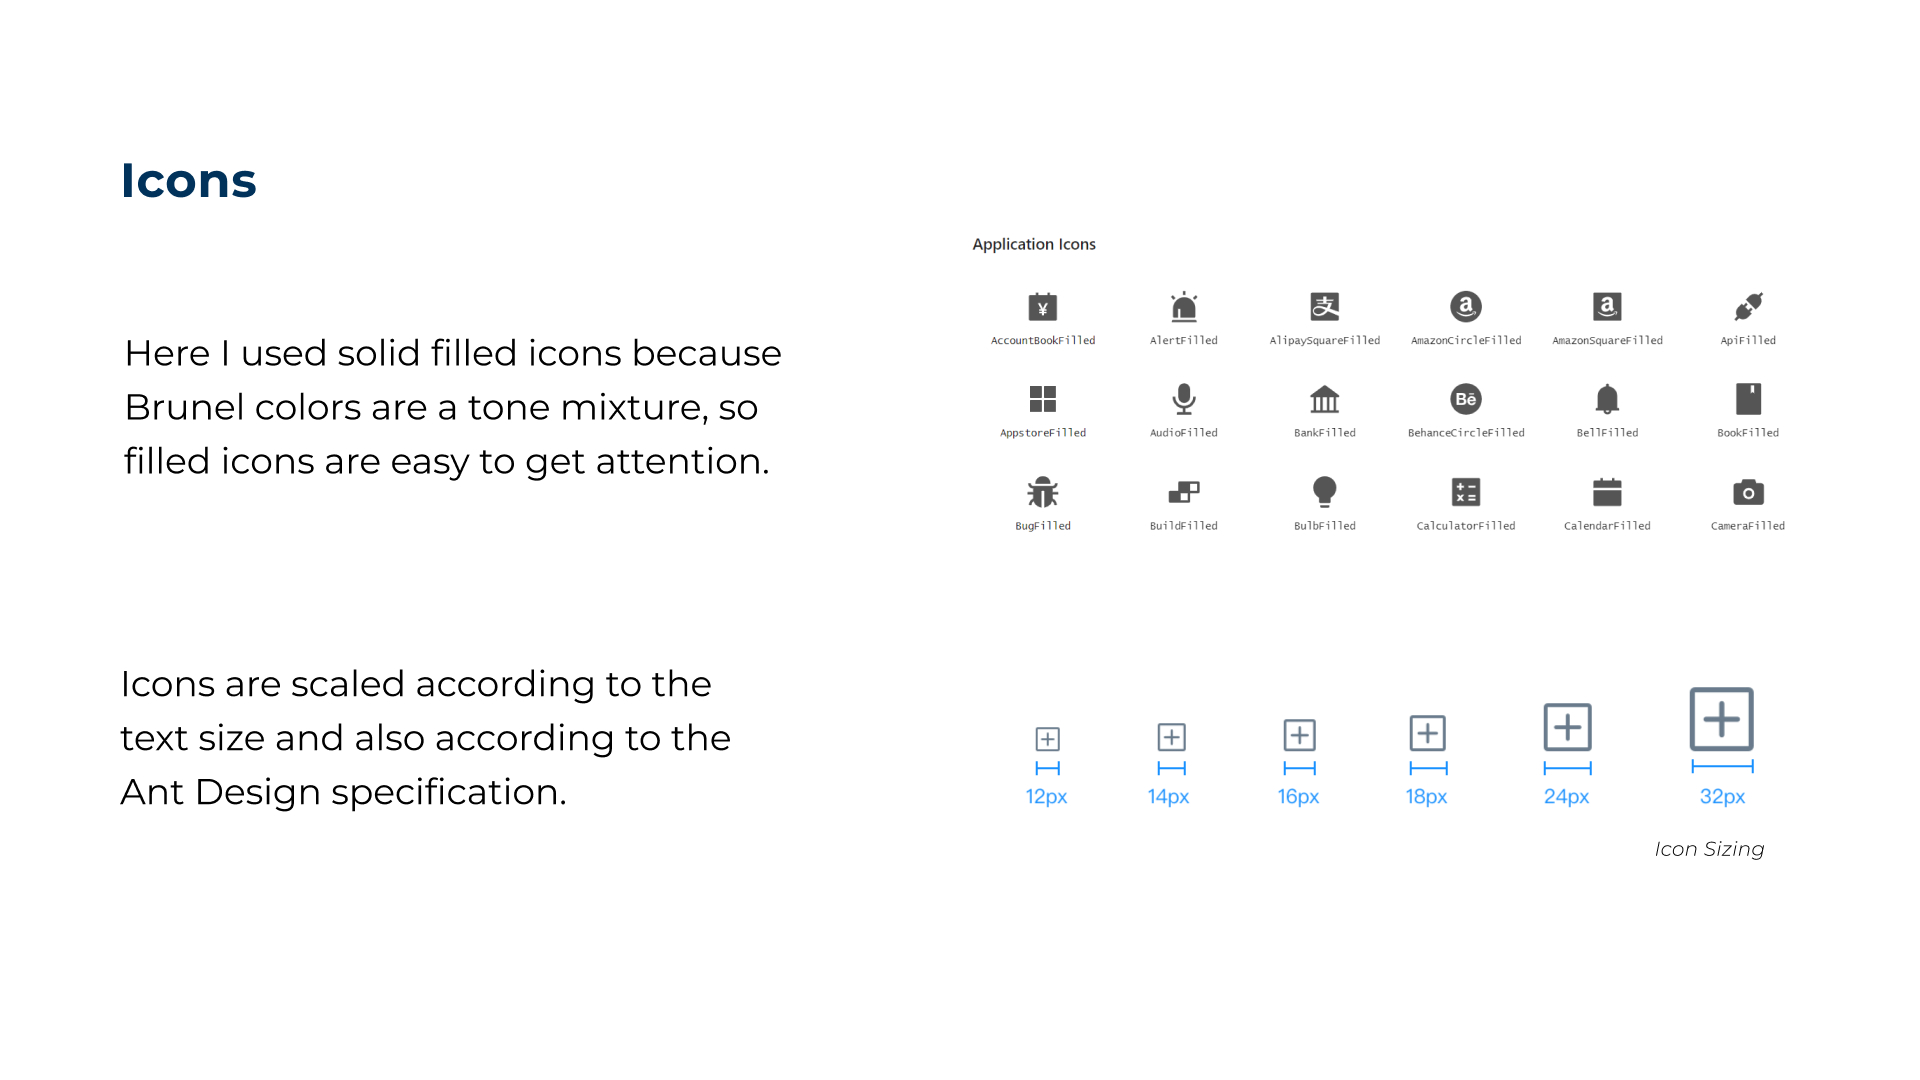 Icons
Here I used solid filled icons because
Brunel colors are a tone mixture, so
filled icons are easy to get attention.
Icons are scaled according to the
text size and also according to the
Ant Design specification.
Application Icons
¥ 支 a a
AccountBookFilled AlertFilled AlipaySquareFilled AmazonCircleFilled AmazonSquareFilled ApiFilled
Bē
AppstoreFilled AudioFilled BankFilled BehanceCircleFilled BellFilled BookFilled
BugFilled BuildFilled BulbFilled CalculatorFilled CalendarFilled CameraFilled
12px 14px 16px 18px 24px 32px
Icon Sizing